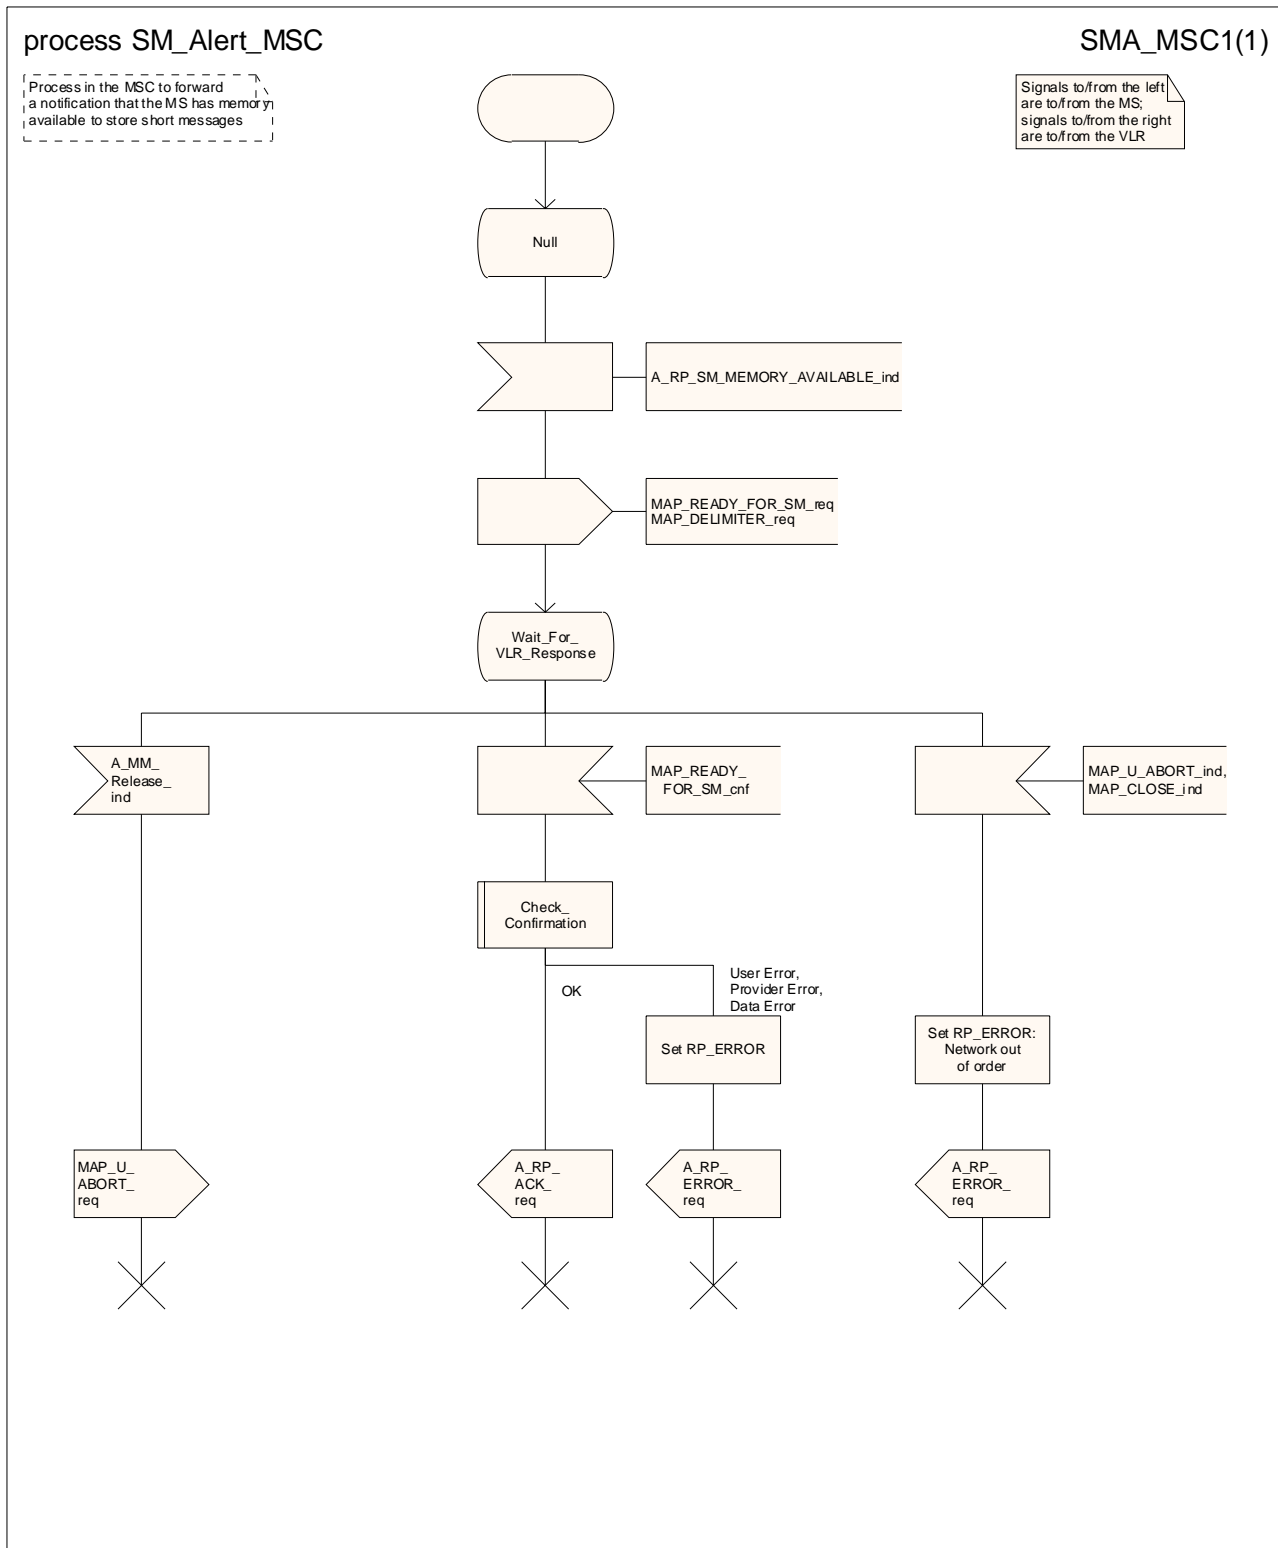 process SM_Alert_MSC
SMA_MSC1(1)
Process in the MSC to forward
a notification that the MS has memory
available to store short messages
Signals to/from the left
are to/from the MS;
signals to/from the right
are to/from the VLR
Null
A_RP_SM_MEMORY_AVAILABLE_ind
MAP_READY_FOR_SM_req
MAP_DELIMITER_req
Wait_For_
VLR_Response
A_MM_
Release_
ind
MAP_READY_
FOR_SM_cnf
MAP_U_ABORT_ind,
MAP_CLOSE_ind
Check_
Confirmation
OK
User Error,
Provider Error,
Data Error
Set RP_ERROR
Set RP_ERROR:
Network out
of order
MAP_U_
ABORT_
req
A_RP_
ACK_
req
A_RP_
ERROR_
req
A_RP_
ERROR_
req